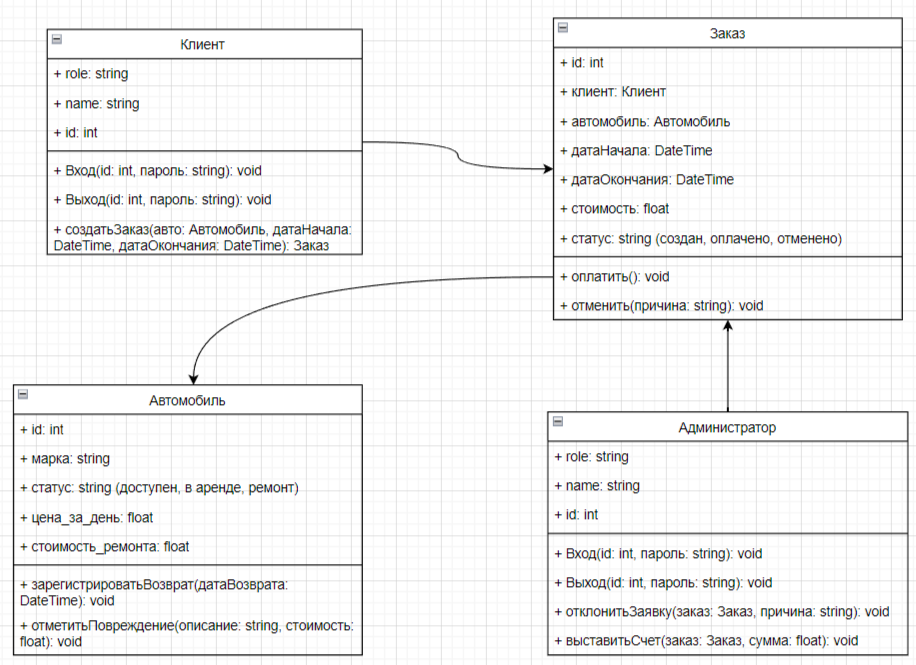 Клиент
+ role: string
+ name: string
+ id: int
+ Вход(id: int, пароль: string): void
+ Выход(id: int, пароль: string): void
+ создатьЗаказ(авто: Автомобиль, датаНачала:
DateTime, датаОкончания: DateTime): Заказ
Заказ
+ id: int
+ клиент: Клиент
+ автомобиль: Автомобиль
+ датаНачала: DateTime
+ датаОкончания: DateTime
+ стоимость: float
+ статус: string (создан, оплачено, отменено)
+ оплатить(): void
+ отменить(причина: string): void
Автомобиль
+ id: int
+ марка: string
+ статус: string (доступен, в аренде, ремонт)
+ цена_за_день: float
+ стоимость_ремонта: float
+ зарегистрироватьВозврат(датаВозврата:
DateTime): void
+ отметитьПовреждение(описание: string, стоимость:
float): void
Администратор
+ role: string
+ name: string
+ id: int
+ Вход(id: int, пароль: string): void
+ Выход(id: int, пароль: string): void
+ отклонитьЗаявку(заказ: Заказ, причина: string): void
+ выставитьСчет(заказ: Заказ, сумма: float): void